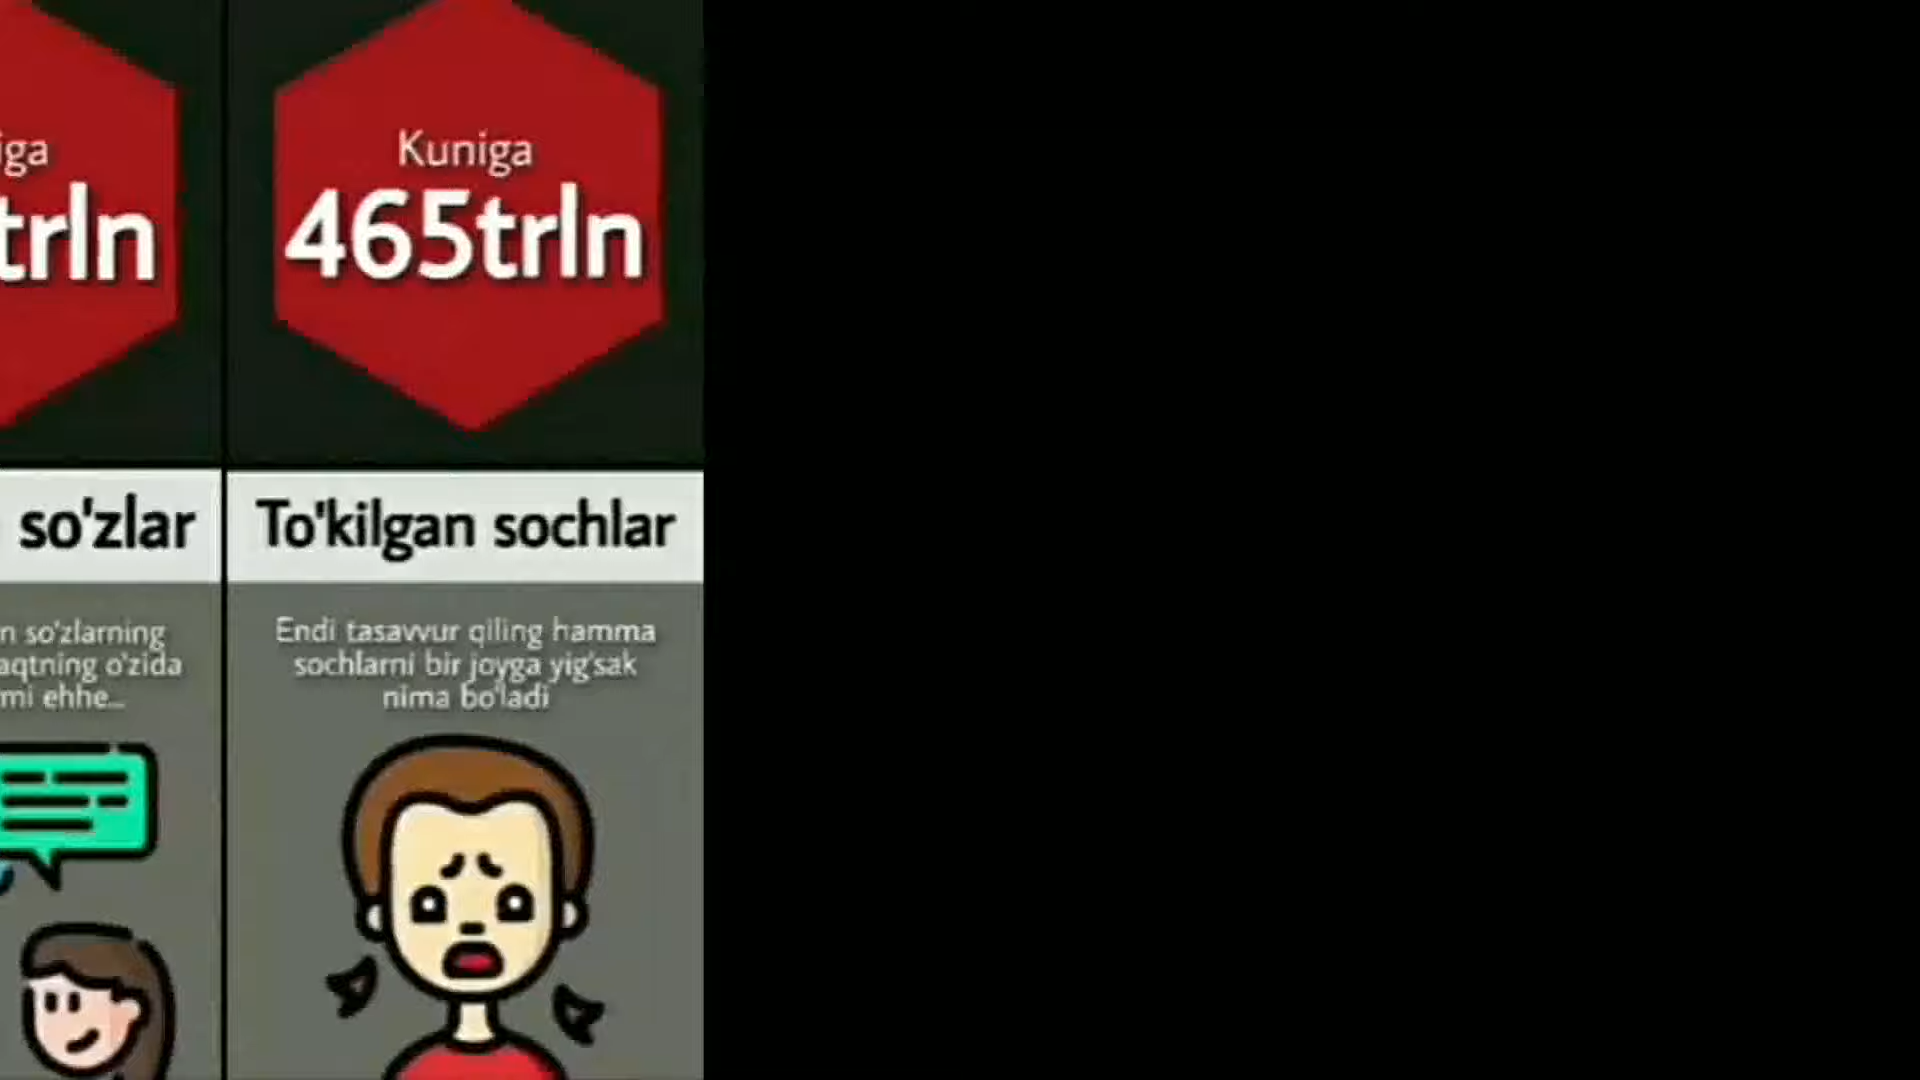 iga
trln
so'zlar
n so'zlarning
aqtning o'zida
mi ehhe...
Kuniga
465trln
To'kilgan sochlar
Endi tasavvur qiling hamma
sochlarni bir joyga yig'sak
nima bo'ladi